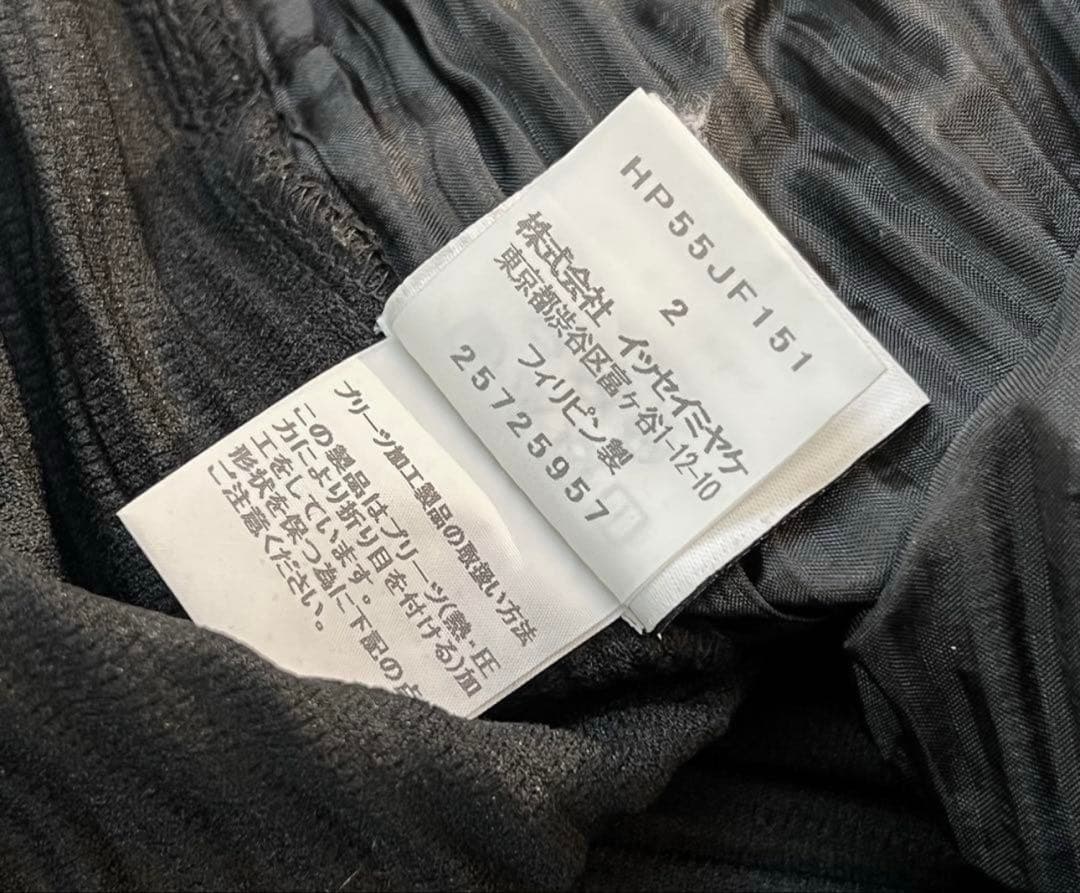 HP55JF151
2
株式会社 イッセイミヤケ
東京都渋谷区富ヶ谷1-12-10
フィリピン製
25725957
プリーツ加工製品の取扱い方法
この製品はプリーツ(熱・圧
力により折り目を付ける)加
工をしています。
形状を保つ為に下記の点
ご注意ください。